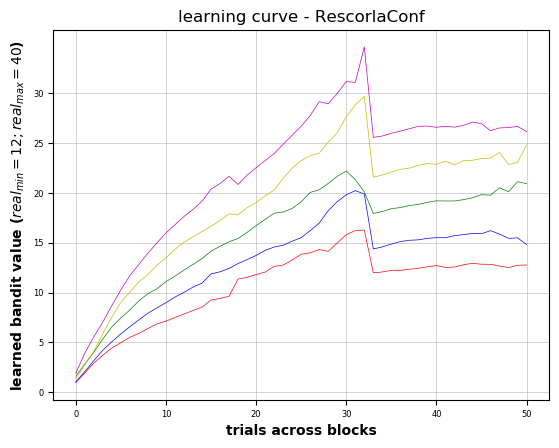 learning curve - RescorlaConf
learned bandit value (real_min = 12; real_max = 40)
30
25
20
15
10
5
0
0 10 20 30 40 50
trials across blocks